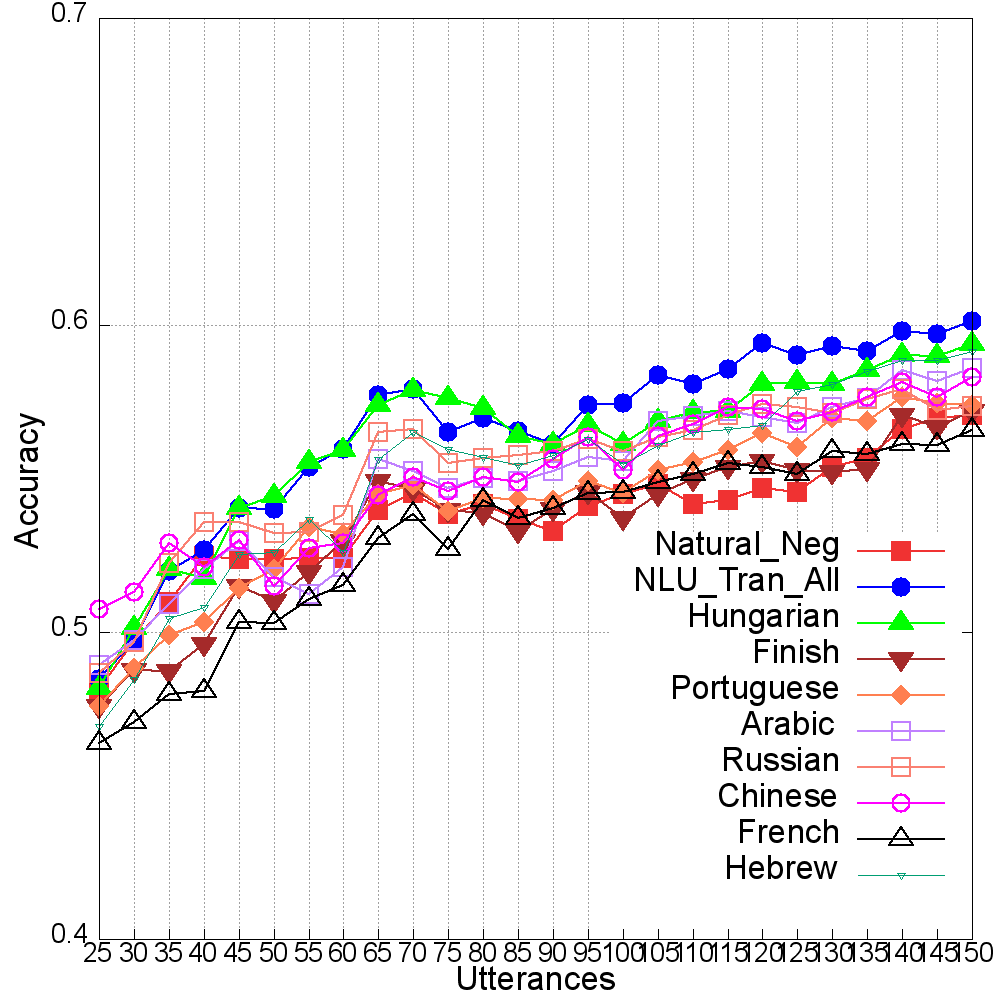 0.7
0.6
0.5
0.4
Accuracy
Natural_Neg
NLU_Tran_All
Hungarian
Finish
Portuguese
Arabic
Russian
Chinese
French
Hebrew
25 30 35 40 45 50 55 60 65 70 75 80 85 90 95 100 105 110 115 120 125 130 135 140 145 150
Utterances